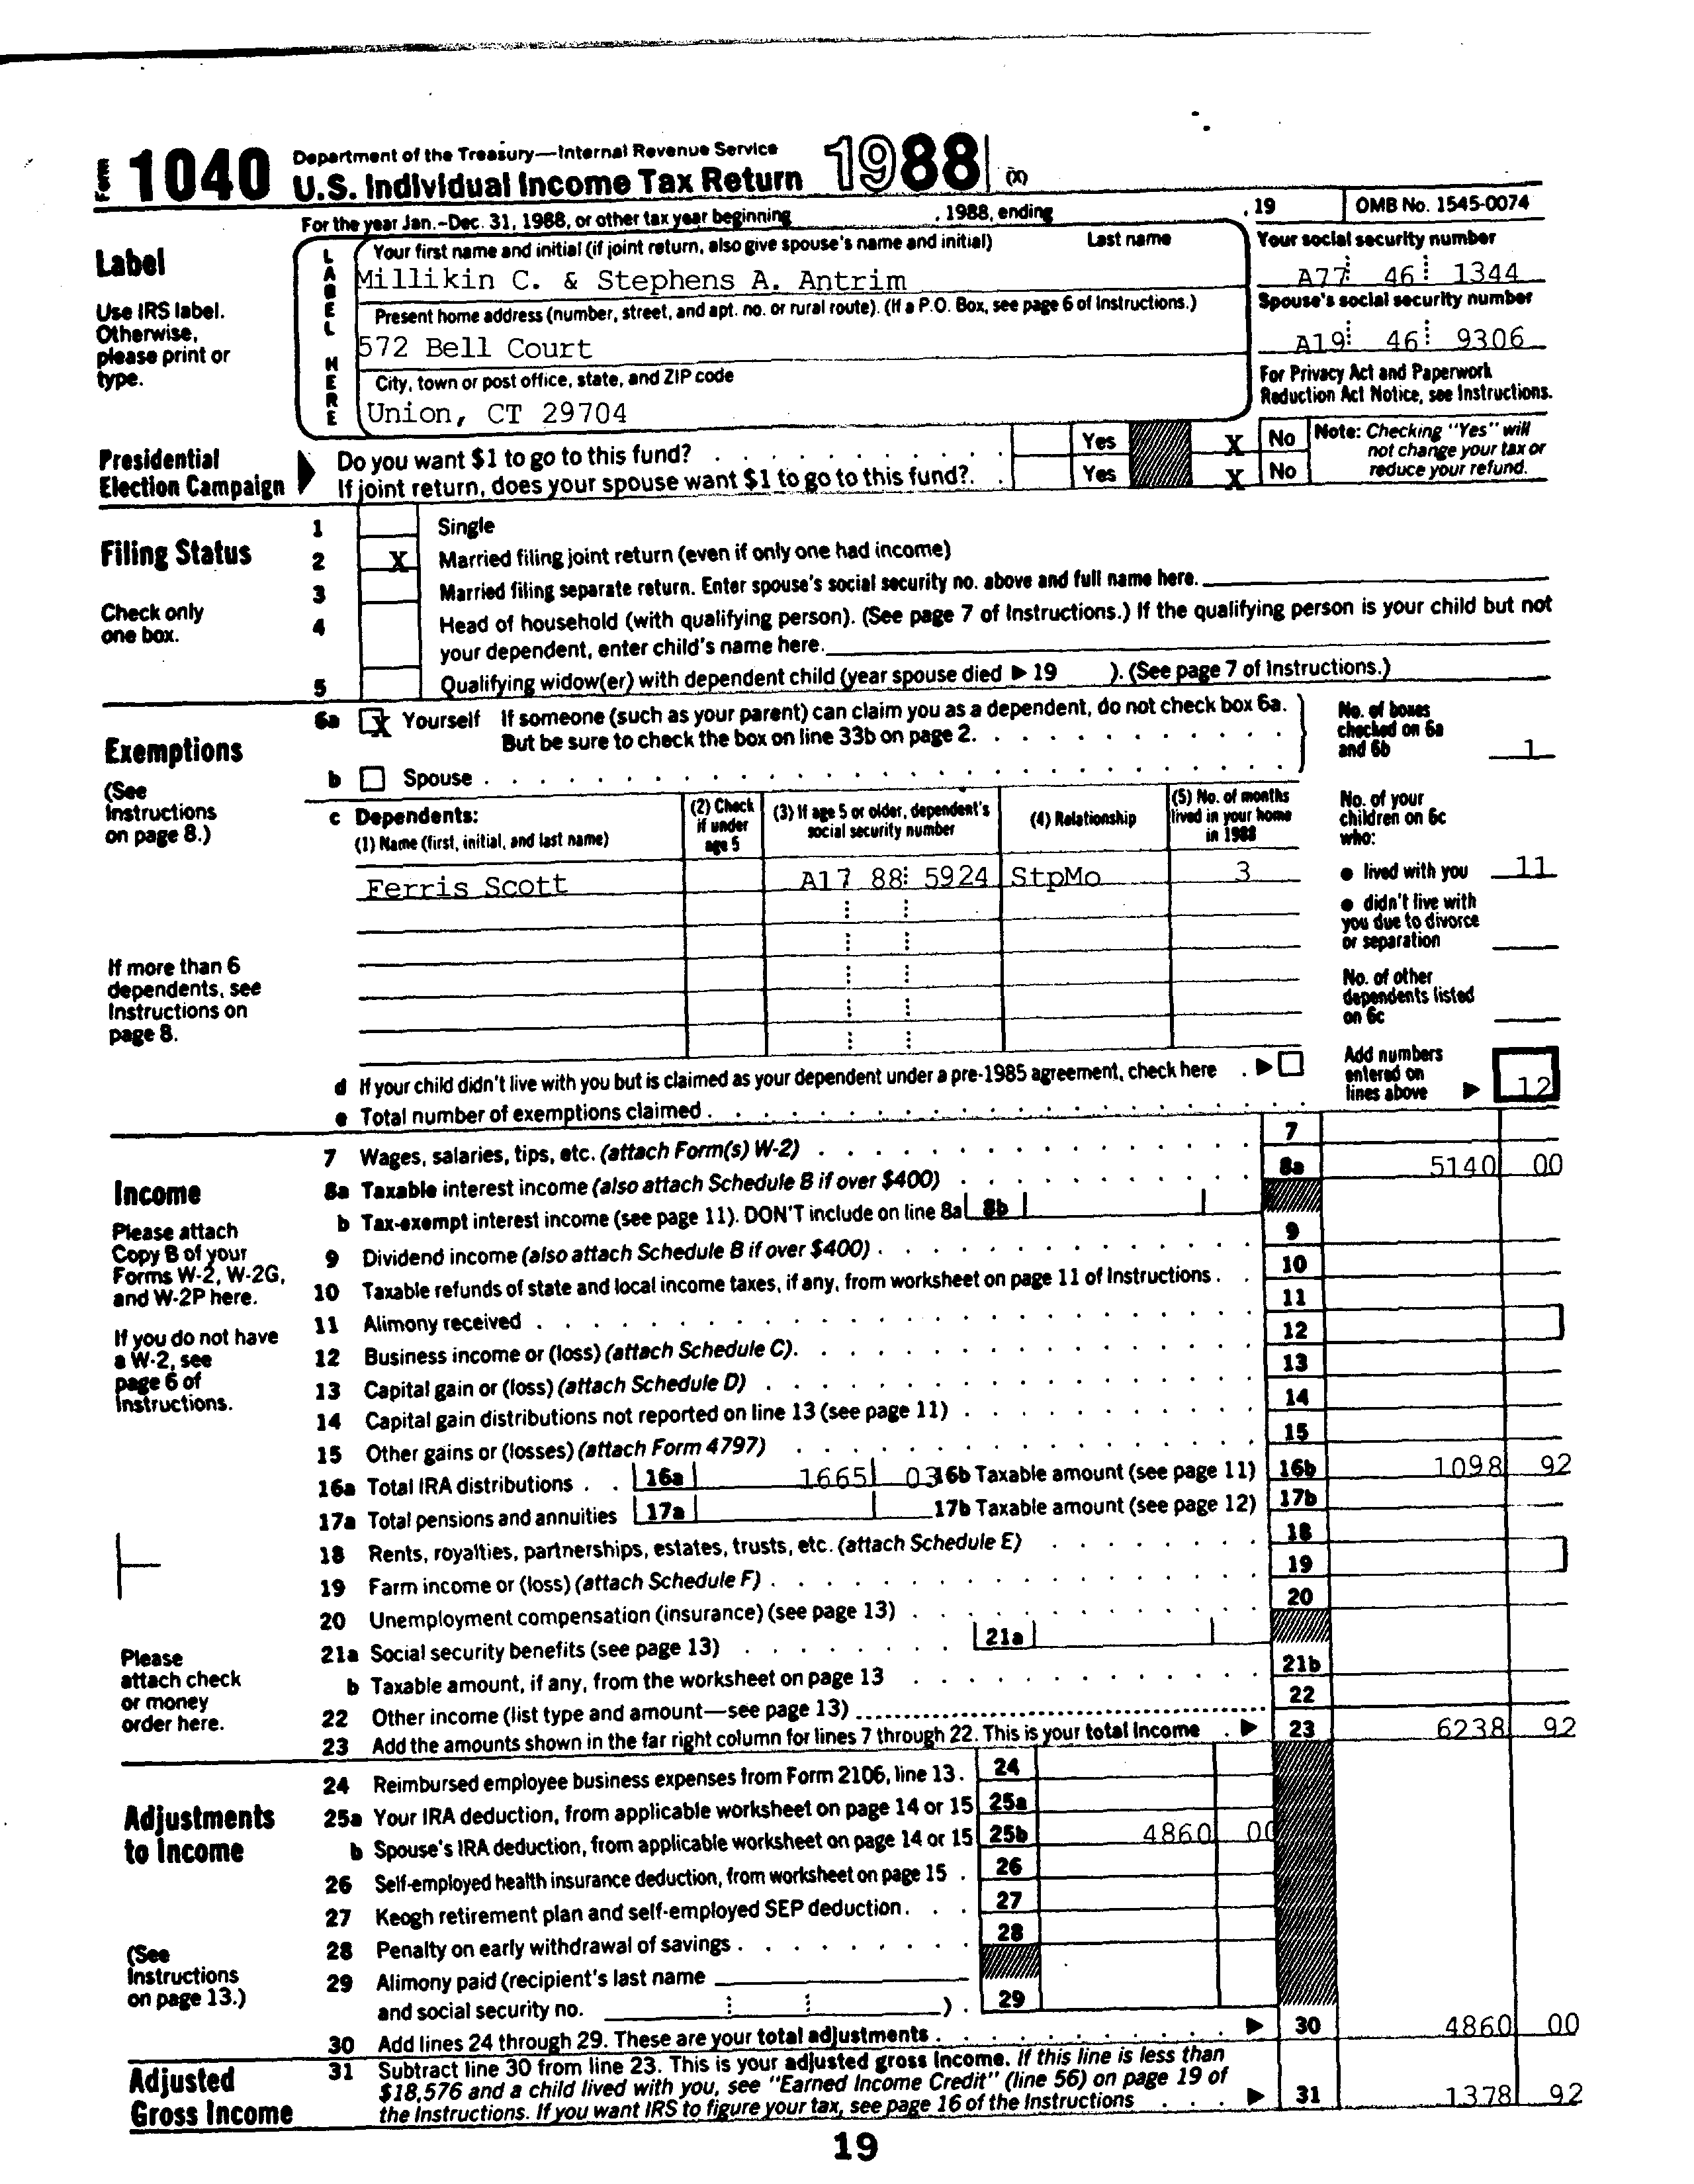 Form 1040 Department of the Treasury—Internal Revenue Service
U.S. Individual Income Tax Return 1988 (X)
For the year Jan.–Dec. 31, 1988, or other tax year beginning , 1988, ending , 19 OMB No. 1545-0074
Label
Use IRS label.
Otherwise,
please print or
type.
LABEL HERE
Your first name and initial (if joint return, also give spouse's name and initial) Last name
Millikin C. & Stephens A. Antrim
Present home address (number, street, and apt. no. or rural route). (If a P.O. Box, see page 6 of Instructions.)
572 Bell Court
City, town or post office, state, and ZIP code
Union, CT 29704
Your social security number
A77 46 1344
Spouse's social security number
A19 46 9306
For Privacy Act and Paperwork
Reduction Act Notice, see Instructions.
Presidential
Election Campaign
Do you want $1 to go to this fund? Yes X No
If joint return, does your spouse want $1 to go to this fund?. Yes X No
Note: Checking "Yes" will
not change your tax or
reduce your refund.
Filing Status
Check only
one box.
1 Single
2 X Married filing joint return (even if only one had income)
3 Married filing separate return. Enter spouse's social security no. above and full name here.
4 Head of household (with qualifying person). (See page 7 of Instructions.) If the qualifying person is your child but not
your dependent, enter child's name here.
5 Qualifying widow(er) with dependent child (year spouse died ▶ 19 ). (See page 7 of Instructions.)
Exemptions
(See
Instructions
on page 8.)
6a X Yourself If someone (such as your parent) can claim you as a dependent, do not check box 6a.
But be sure to check the box on line 33b on page 2.
b Spouse
No. of boxes
checked on 6a
and 6b 1
c Dependents:
(1) Name (first, initial, and last name)
(2) Check
if under
age 5
(3) If age 5 or older, dependent's
social security number
(4) Relationship
(5) No. of months
lived in your home
in 1988
Ferris Scott A17 88 5924 StpMo 3
No. of your
children on 6c
who:
● lived with you 11
● didn't live with
you due to divorce
or separation
No. of other
dependents listed
on 6c
If more than 6
dependents, see
Instructions on
page 8.
d If your child didn't live with you but is claimed as your dependent under a pre-1985 agreement, check here . ▶
e Total number of exemptions claimed
Add numbers
entered on
lines above ▶ 12
Income
Please attach
Copy B of your
Forms W-2, W-2G,
and W-2P here.
If you do not have
a W-2, see
page 6 of
Instructions.
Please
attach check
or money
order here.
7 Wages, salaries, tips, etc. (attach Form(s) W-2) 7
8a Taxable interest income (also attach Schedule B if over $400) 8a 5140 00
b Tax-exempt interest income (see page 11). DON'T include on line 8a 8b
9 Dividend income (also attach Schedule B if over $400) 9
10 Taxable refunds of state and local income taxes, if any, from worksheet on page 11 of Instructions 10
11 Alimony received 11
12 Business income or (loss) (attach Schedule C). 12
13 Capital gain or (loss) (attach Schedule D) 13
14 Capital gain distributions not reported on line 13 (see page 11) 14
15 Other gains or (losses) (attach Form 4797) 15
16a Total IRA distributions 16a 1665 03 16b Taxable amount (see page 11) 16b 1098 92
17a Total pensions and annuities 17a 17b Taxable amount (see page 12) 17b
18 Rents, royalties, partnerships, estates, trusts, etc. (attach Schedule E) 18
19 Farm income or (loss) (attach Schedule F) 19
20 Unemployment compensation (insurance) (see page 13) 20
21a Social security benefits (see page 13) 21a
b Taxable amount, if any, from the worksheet on page 13 21b
22 Other income (list type and amount—see page 13) 22
23 Add the amounts shown in the far right column for lines 7 through 22. This is your total income ▶ 23 6238 92
Adjustments
to Income
(See
Instructions
on page 13.)
24 Reimbursed employee business expenses from Form 2106, line 13. 24
25a Your IRA deduction, from applicable worksheet on page 14 or 15 25a
b Spouse's IRA deduction, from applicable worksheet on page 14 or 15 25b 4860 00
26 Self-employed health insurance deduction, from worksheet on page 15 26
27 Keogh retirement plan and self-employed SEP deduction. 27
28 Penalty on early withdrawal of savings 28
29 Alimony paid (recipient's last name
and social security no. ). 29
30 Add lines 24 through 29. These are your total adjustments ▶ 30 4860 00
Adjusted
Gross Income
31 Subtract line 30 from line 23. This is your adjusted gross income. If this line is less than
$18,576 and a child lived with you, see "Earned Income Credit" (line 56) on page 19 of
the Instructions. If you want IRS to figure your tax, see page 16 of the Instructions ▶ 31 1378 92
19